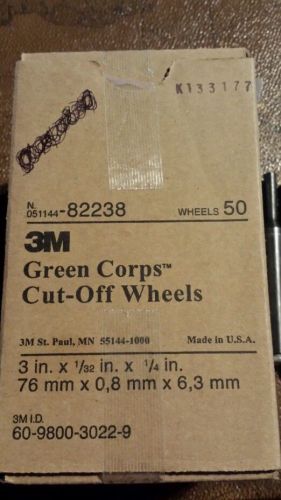 K133177
N.
051144-82238 WHEELS 50
3M
Green Corps™
Cut-Off Wheels
3M St. Paul, MN 55144-1000 Made in U.S.A.
3 in. x 1/32 in. x 1/4 in.
76 mm x 0,8 mm x 6,3 mm
3M I.D.
60-9800-3022-9